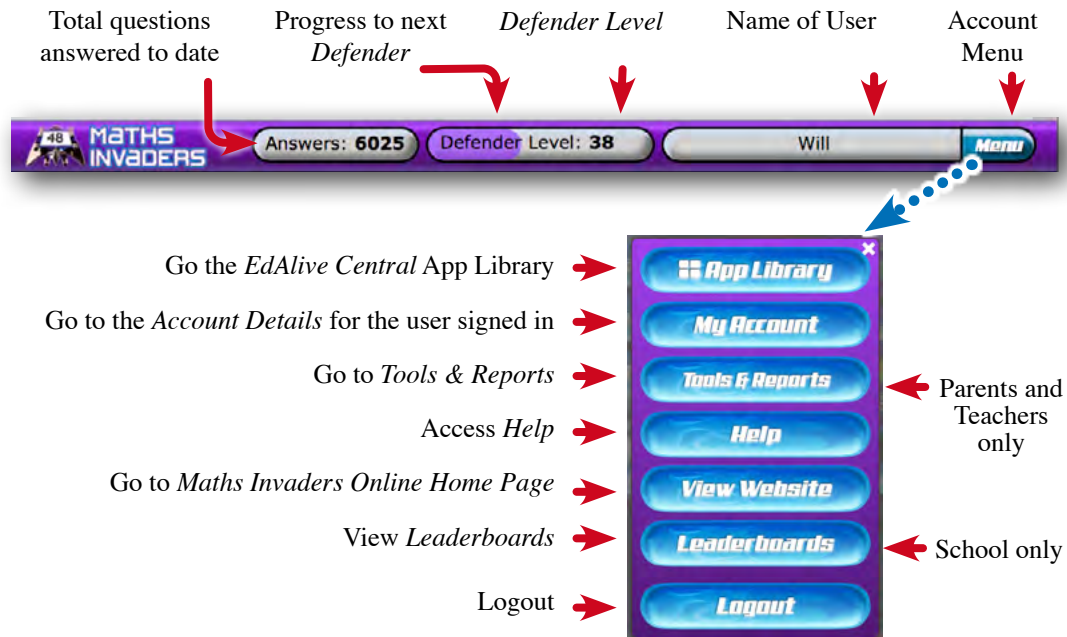 Total questions
answered to date
Progress to next
Defender
Defender Level
Name of User
Account
Menu
48
MATHS
INVADERS
Answers: 6025
Defender Level: 38
Will
Menu
Go the EdAlive Central App Library
App Library
Go to the Account Details for the user signed in
My Account
Go to Tools & Reports
Tools & Reports
Parents and
Teachers
only
Access Help
Help
Go to Maths Invaders Online Home Page
View Website
View Leaderboards
Leaderboards
School only
Logout
Logout